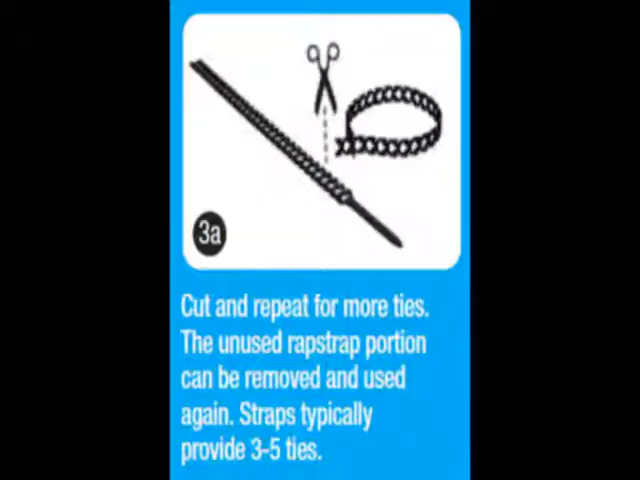 3a
Cut and repeat for more ties.
The unused rapstrap portion
can be removed and used
again. Straps typically
provide 3-5 ties.